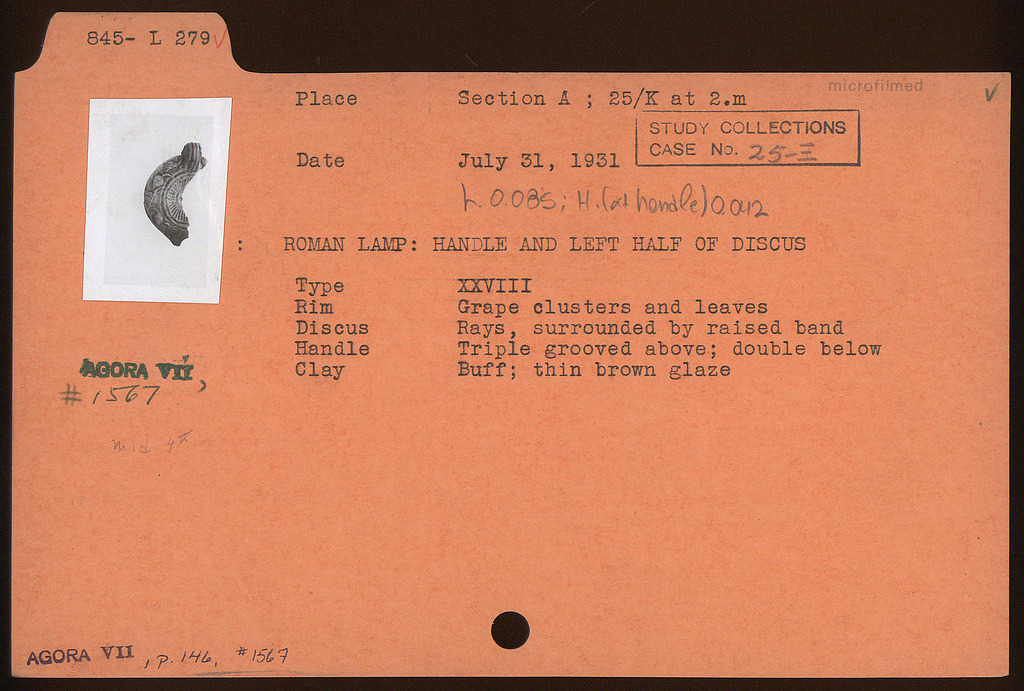 845- L 279 ✓
microfilmed
✓
Place Section A ; 25/K at 2.m
STUDY COLLECTIONS
CASE No. 25-Ξ
Date July 31, 1931
L. 0.085; H. (at handle) 0.042
: ROMAN LAMP: HANDLE AND LEFT HALF OF DISCUS
Type XXVIII
Rim Grape clusters and leaves
Discus Rays, surrounded by raised band
Handle Triple grooved above; double below
Clay Buff; thin brown glaze
AGORA VII,
# 1567
mid 4
AGORA VII, p. 146, #1567